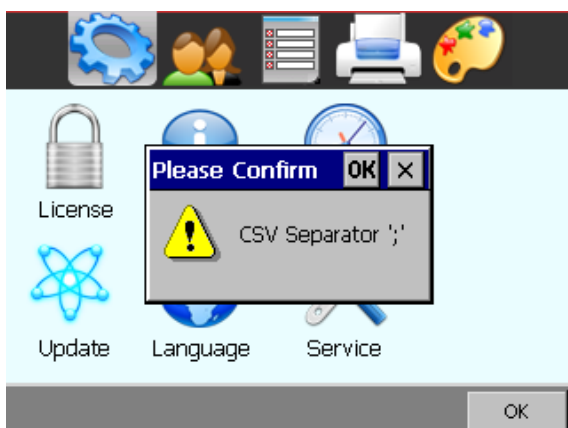 Please Confirm OK ×
CSV Separator ';'
License
Update Language Service
OK